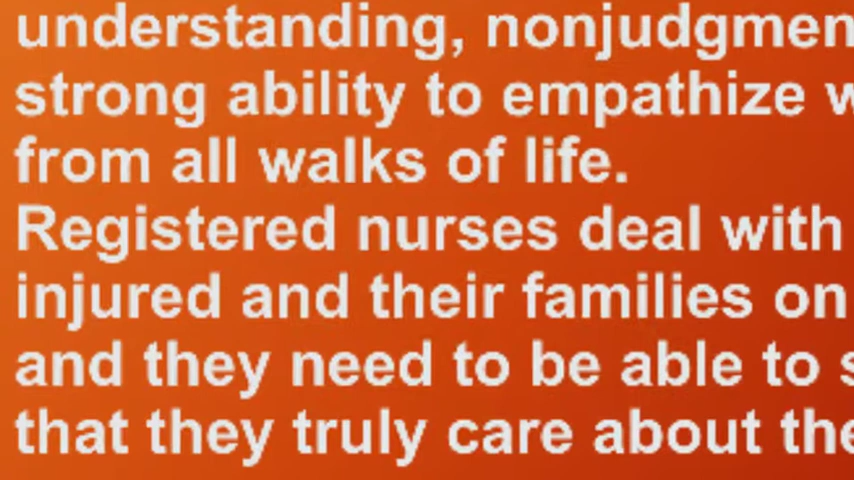 understanding, nonjudgmen
strong ability to empathize w
from all walks of life.
Registered nurses deal with
injured and their families on
and they need to be able to s
that they truly care about the